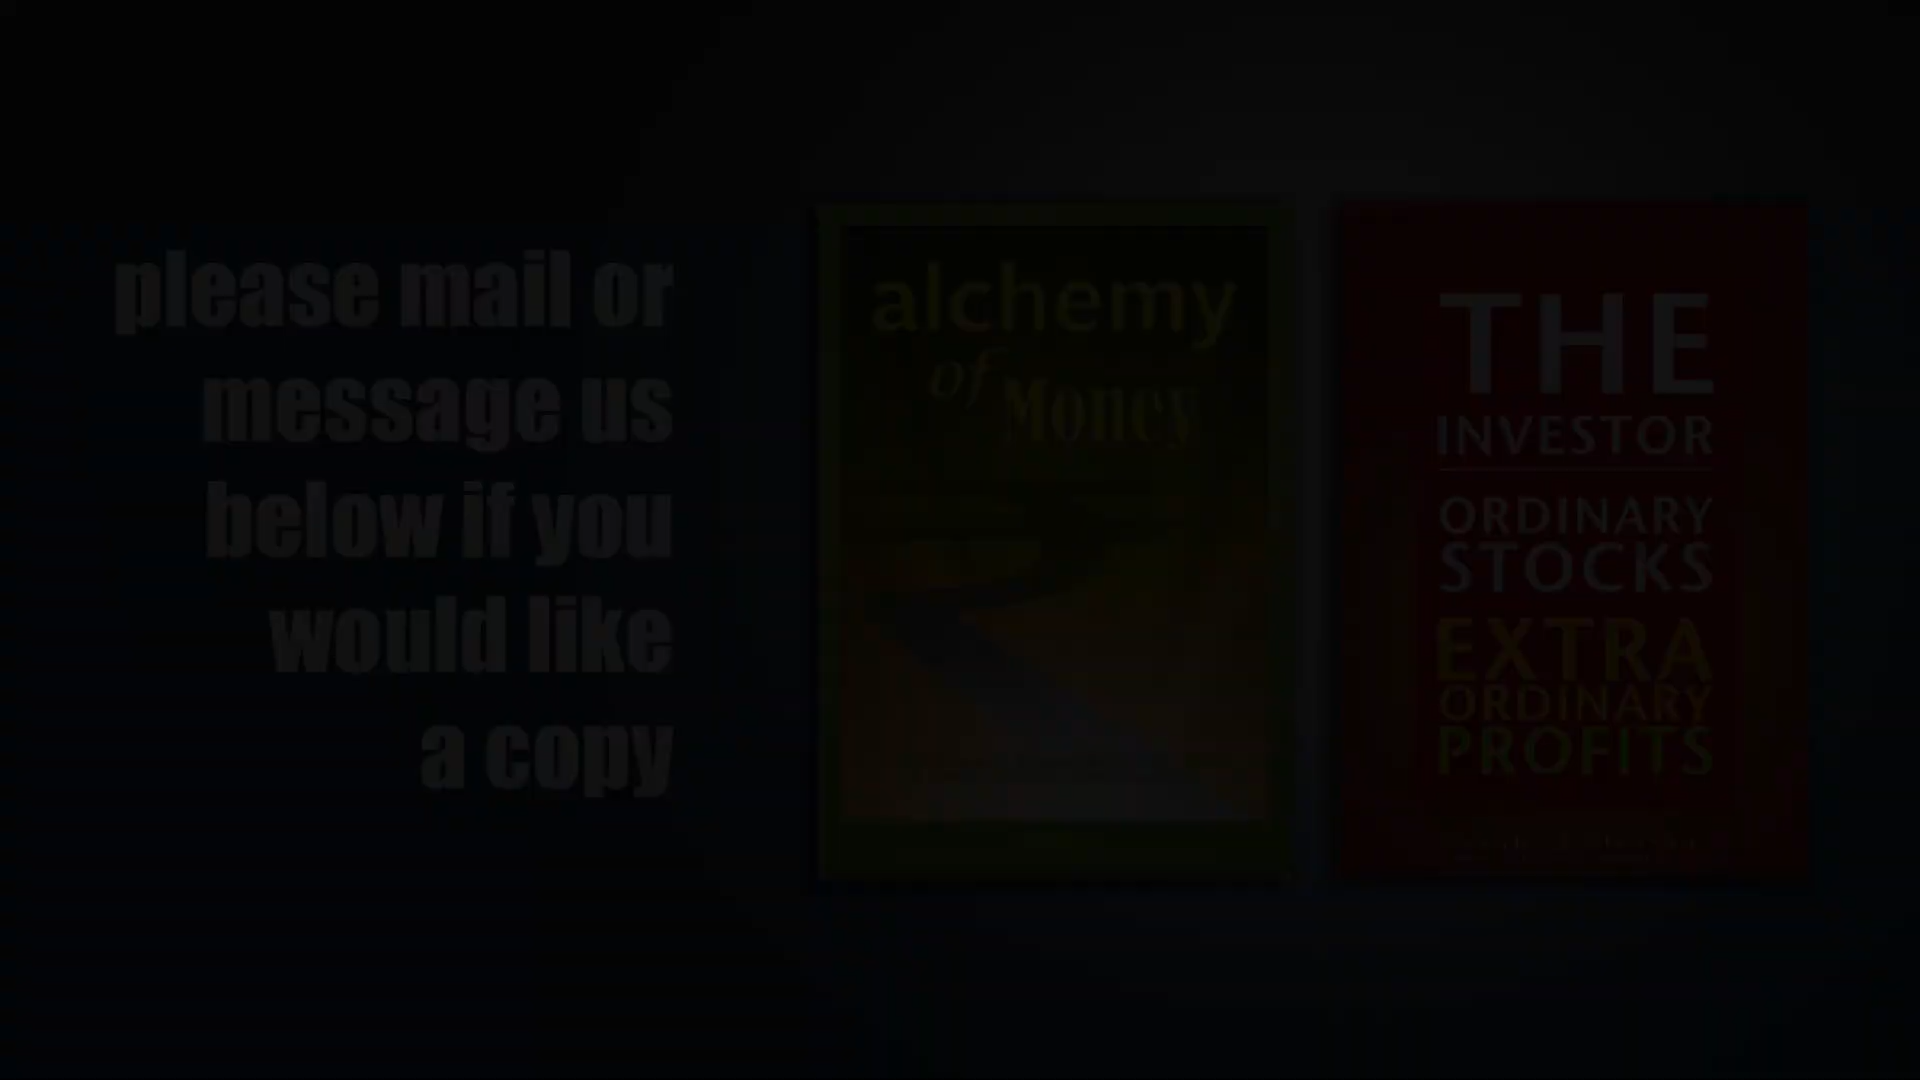 please mail or
message us
below if you
would like
a copy
alchemy
of Money
THE
INVESTOR
ORDINARY
STOCKS
EXTRA
ORDINARY
PROFITS